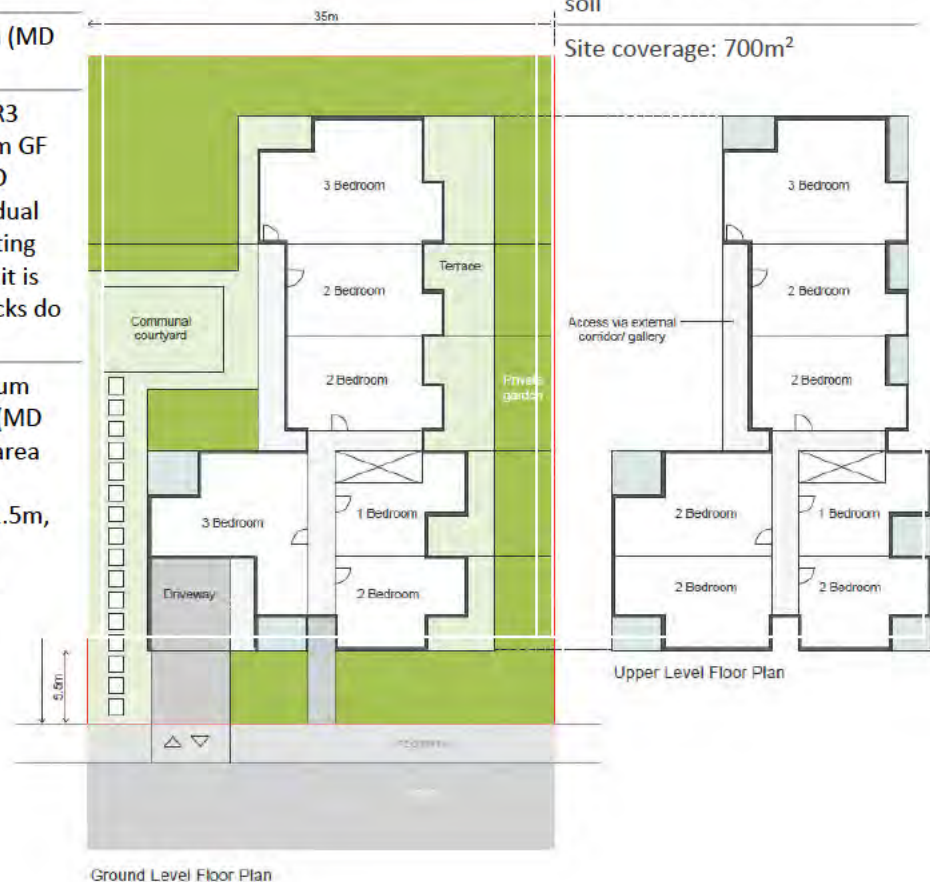 (MD
R3
m GF
O
dual
ting
it is
cks do
um
(MD
area
.5m,
soil
Site coverage: 700m²
35m
3 Bedroom
2 Bedroom
Terrace
Communal
courtyard
2 Bedroom
Private
garden
3 Bedroom
1 Bedroom
2 Bedroom
Driveway
5.5m
Ground Level Floor Plan
3 Bedroom
2 Bedroom
Access via external
corridor/ gallery
2 Bedroom
2 Bedroom
1 Bedroom
2 Bedroom
2 Bedroom
Upper Level Floor Plan